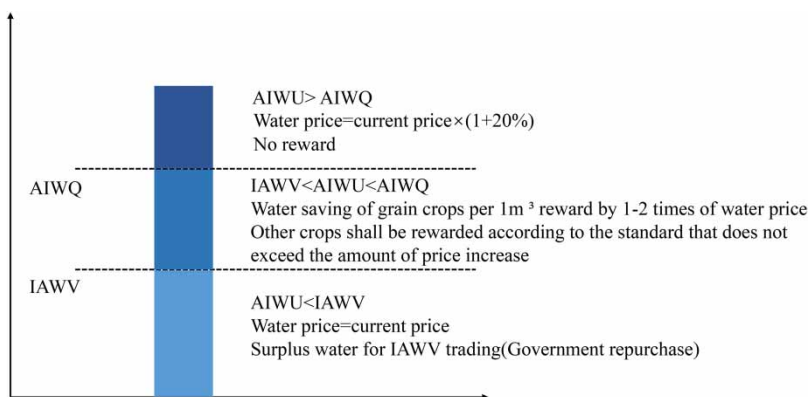 AIWU> AIWQ
Water price=current price×(1+20%)
No reward
AIWQ
IAWV<AIWU<AIWQ
Water saving of grain crops per 1m ³ reward by 1-2 times of water price
Other crops shall be rewarded according to the standard that does not
exceed the amount of price increase
IAWV
AIWU<IAWV
Water price=current price
Surplus water for IAWV trading(Government repurchase)